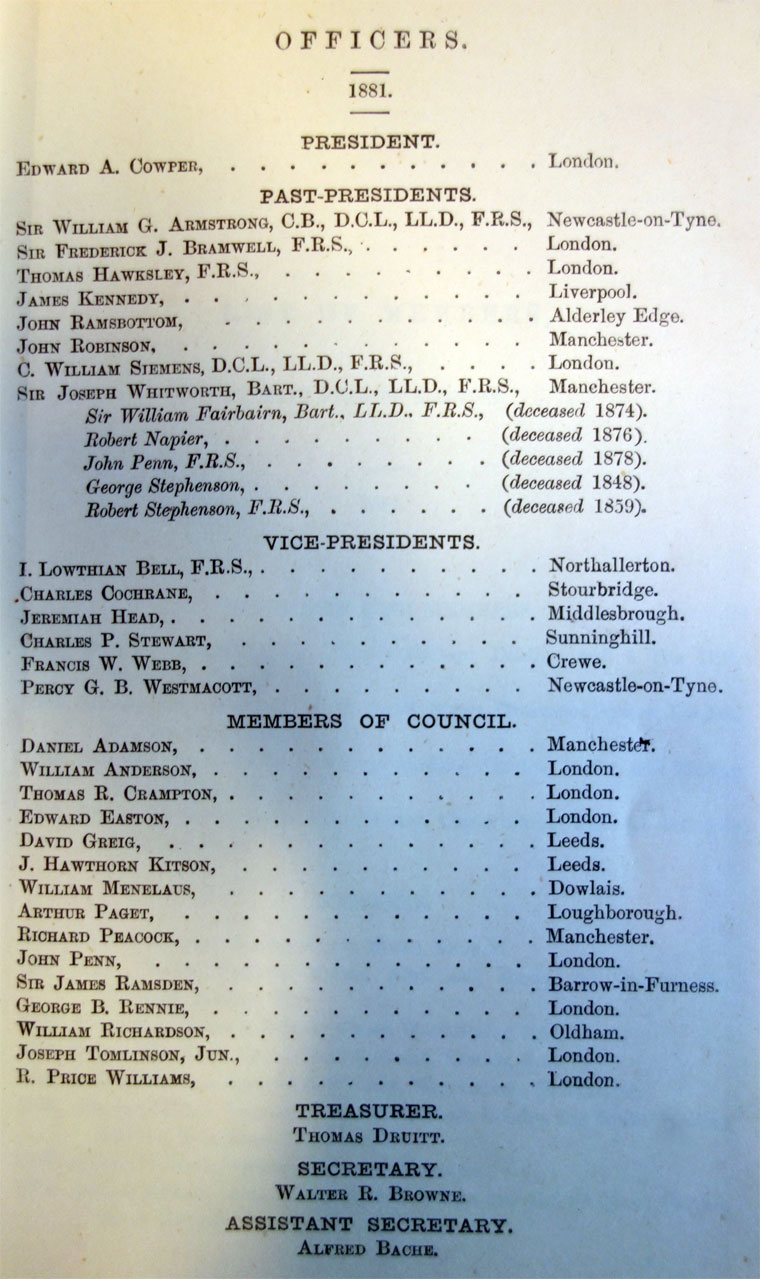 OFFICERS.
1881.
PRESIDENT.
EDWARD A. COWPER, . . . . . . . . . . . London.
PAST-PRESIDENTS.
SIR WILLIAM G. ARMSTRONG, C.B., D.C.L., LL.D., F.R.S., Newcastle-on-Tyne.
SIR FREDERICK J. BRAMWELL, F.R.S., . . . . . . London.
THOMAS HAWKSLEY, F.R.S., . . . . . . . . . London.
JAMES KENNEDY, . . . . . . . . . . . . Liverpool.
JOHN RAMSBOTTOM, . . . . . . . . . . . Alderley Edge.
JOHN ROBINSON, . . . . . . . . . . . . Manchester.
C. WILLIAM SIEMENS, D.C.L., LL.D., F.R.S., . . . . London.
SIR JOSEPH WHITWORTH, BART., D.C.L., LL.D., F.R.S., Manchester.
Sir William Fairbairn, Bart., LL.D., F.R.S., (deceased 1874).
Robert Napier, . . . . . . . . . (deceased 1876).
John Penn, F.R.S., . . . . . . . . (deceased 1878).
George Stephenson, . . . . . . . . (deceased 1848).
Robert Stephenson, F.R.S., . . . . . . (deceased 1859).
VICE-PRESIDENTS.
I. LOWTHIAN BELL, F.R.S., . . . . . . . . . . Northallerton.
CHARLES COCHRANE, . . . . . . . . . . . Stourbridge.
JEREMIAH HEAD, . . . . . . . . . . . . . Middlesbrough.
CHARLES P. STEWART, . . . . . . . . . . Sunninghill.
FRANCIS W. WEBB, . . . . . . . . . . . . Crewe.
PERCY G. B. WESTMACOTT, . . . . . . . . . Newcastle-on-Tyne.
MEMBERS OF COUNCIL.
DANIEL ADAMSON, . . . . . . . . . . . . Manchester.
WILLIAM ANDERSON, . . . . . . . . . . . London.
THOMAS R. CRAMPTON, . . . . . . . . . . . London.
EDWARD EASTON, . . . . . . . . . . . . London.
DAVID GREIG, . . . . . . . . . . . . . Leeds.
J. HAWTHORN KITSON, . . . . . . . . . . Leeds.
WILLIAM MENELAUS, . . . . . . . . . . . Dowlais.
ARTHUR PAGET, . . . . . . . . . . . . Loughborough.
RICHARD PEACOCK, . . . . . . . . . . . . Manchester.
JOHN PENN, . . . . . . . . . . . . . London.
SIR JAMES RAMSDEN, . . . . . . . . . . . Barrow-in-Furness.
GEORGE B. RENNIE, . . . . . . . . . . . London.
WILLIAM RICHARDSON, . . . . . . . . . . . Oldham.
JOSEPH TOMLINSON, JUN., . . . . . . . . . London.
R. PRICE WILLIAMS, . . . . . . . . . . . London.
TREASURER.
THOMAS DRUITT.
SECRETARY.
WALTER R. BROWNE.
ASSISTANT SECRETARY.
ALFRED BACHE.